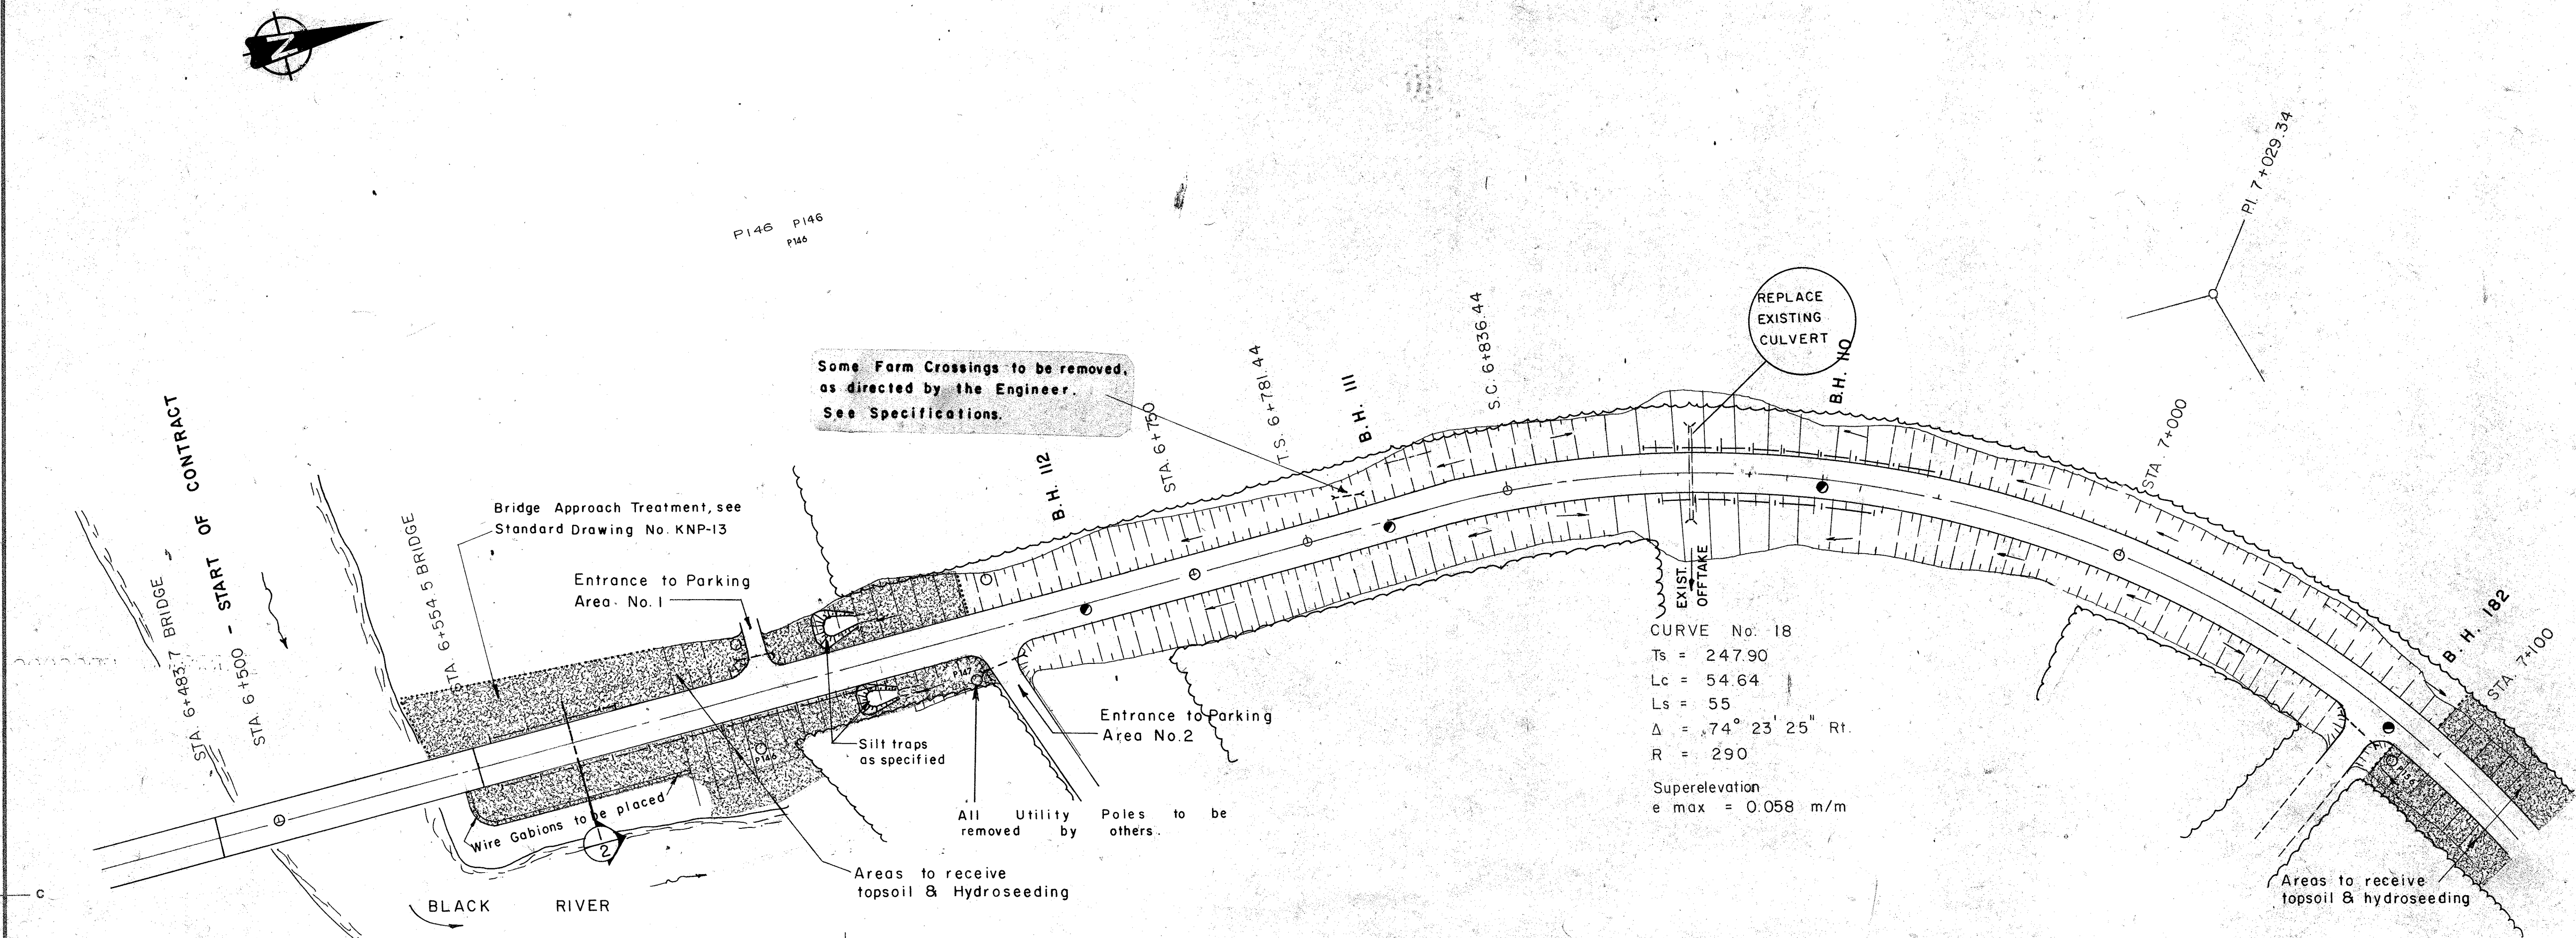 N
P146 P146
P146
P.I. 7+029.34
REPLACE
EXISTING
CULVERT
B.H. 110
Some Farm Crossings to be removed,
as directed by the Engineer.
See Specifications.
STA. 6+750
T.S. 6+781.44
B.H. 111
S.C. 6+836.44
STA. 7+000
B.H. 112
STA. 6+483.7 BRIDGE
STA. 6+500 - START OF CONTRACT
STA. 6+554.5 BRIDGE
Bridge Approach Treatment, see
Standard Drawing No. KNP-13
Entrance to Parking
Area No. 1
EXIST.
OFFTAKE
B.H. 182
STA. 7+100
CURVE No. 18
Ts = 247.90
Lc = 54.64
Ls = 55
Δ = 74° 23' 25" Rt.
R = 290
Superelevation
e max = 0.058 m/m
P147
P146
Entrance to Parking
Area No. 2
Silt traps
as specified
All Utility Poles to be
removed by others.
Wire Gabions to be placed
2
Areas to receive
topsoil & Hydroseeding
Areas to receive
topsoil & hydroseeding
C
BLACK RIVER